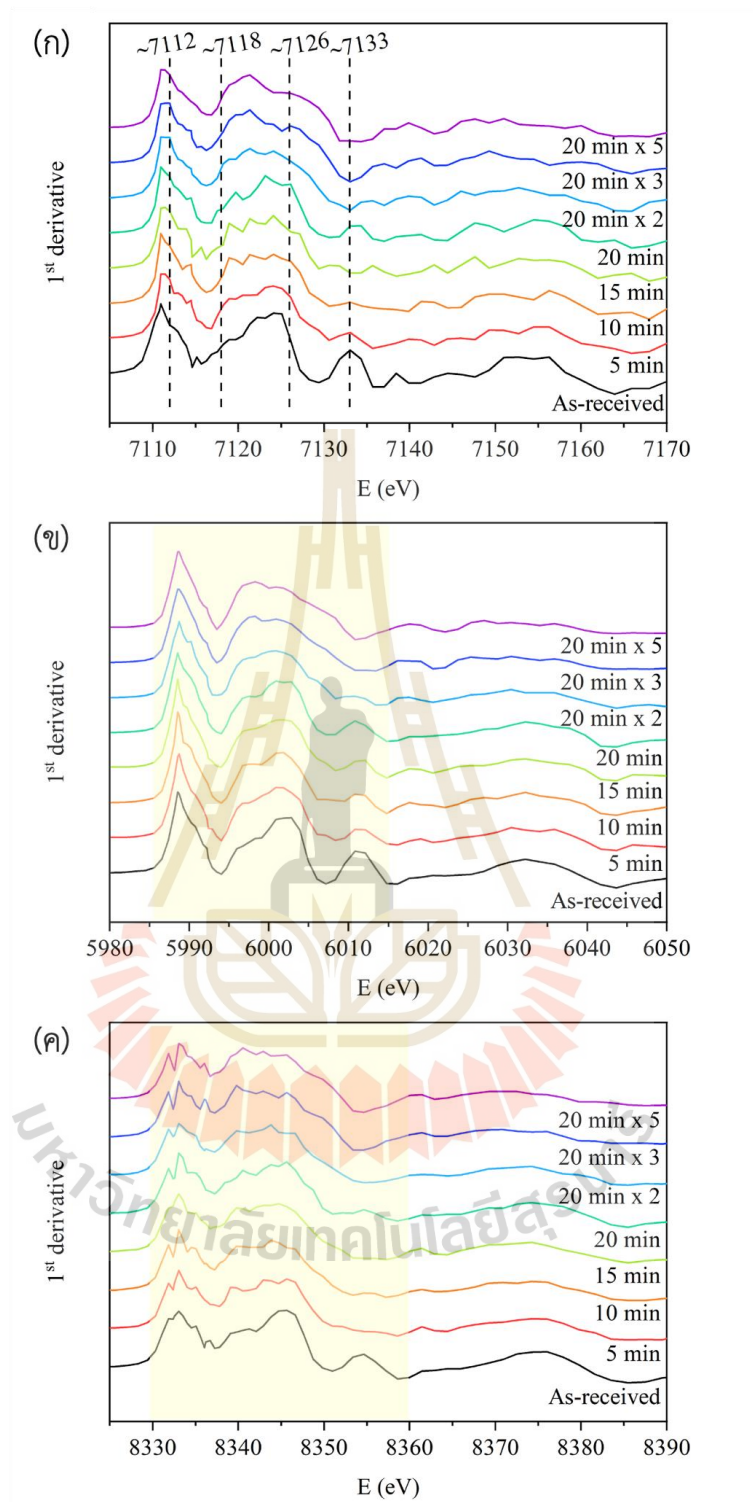 (ก)
~7112 ~7118 ~7126 ~7133
1st derivative
20 min x 5
20 min x 3
20 min x 2
20 min
15 min
10 min
5 min
As-received
7110 7120 7130 7140 7150 7160 7170
E (eV)
(ข)
1st derivative
20 min x 5
20 min x 3
20 min x 2
20 min
15 min
10 min
5 min
As-received
5980 5990 6000 6010 6020 6030 6040 6050
E (eV)
(ค)
1st derivative
20 min x 5
20 min x 3
20 min x 2
20 min
15 min
10 min
5 min
As-received
8330 8340 8350 8360 8370 8380 8390
E (eV)
มหาวิทยาลัยเทคโนโลยีสุรนารี